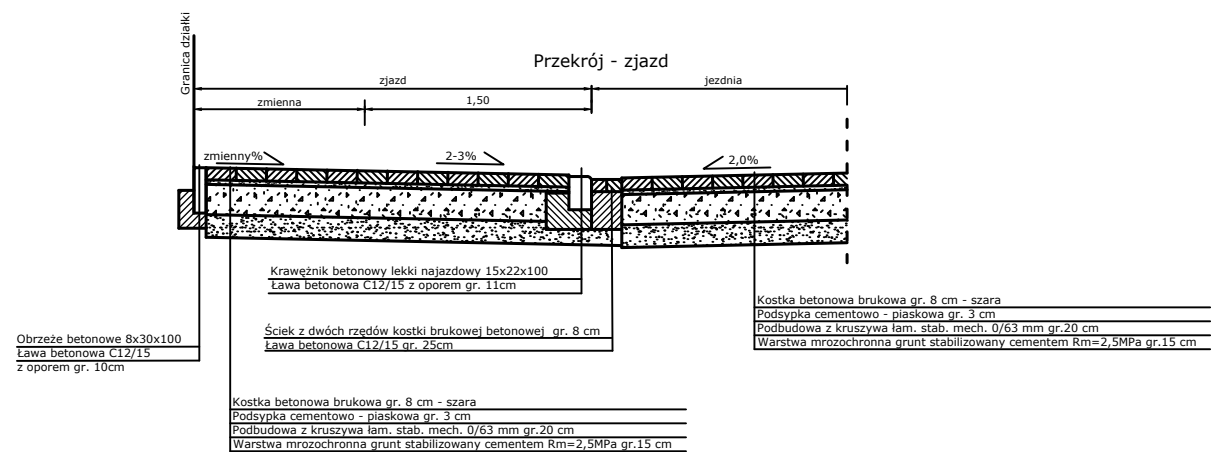 Granica działki
Przekrój - zjazd
zjazd
jezdnia
zmienna
1,50
zmienny%
2-3%
2,0%
Krawężnik betonowy lekki najazdowy 15x22x100
Ława betonowa C12/15 z oporem gr. 11cm
Kostka betonowa brukowa gr. 8 cm - szara
Podsypka cementowo - piaskowa gr. 3 cm
Podbudowa z kruszywa łam. stab. mech. 0/63 mm gr.20 cm
Warstwa mrozochronna grunt stabilizowany cementem Rm=2,5MPa gr.15 cm
Ściek z dwóch rzędów kostki brukowej betonowej gr. 8 cm
Ława betonowa C12/15 gr. 25cm
Obrzeże betonowe 8x30x100
Ława betonowa C12/15
z oporem gr. 10cm
Kostka betonowa brukowa gr. 8 cm - szara
Podsypka cementowo - piaskowa gr. 3 cm
Podbudowa z kruszywa łam. stab. mech. 0/63 mm gr.20 cm
Warstwa mrozochronna grunt stabilizowany cementem Rm=2,5MPa gr.15 cm